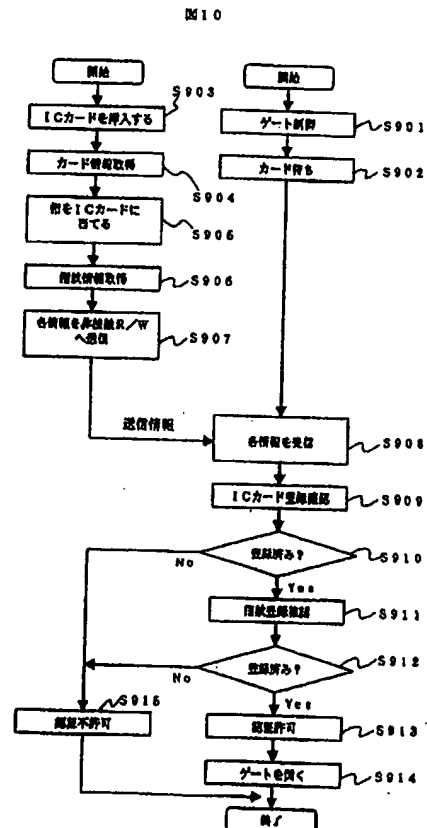 図10
開始
S903
ICカードを挿入する
カード情報取得
S904
指をICカードに
当てる
S905
指紋情報取得
S906
各情報を非接触R/W
へ送信
S907
送信情報
開始
ゲート制御
S901
カード待ち
S902
各情報を受信
S908
ICカード登録確認
S909
登録済み?
S910
No
Yes
指紋登録確認
S911
登録済み?
S912
No
Yes
S915
認証不許可
認証許可
S913
ゲートを開く
S914
終了